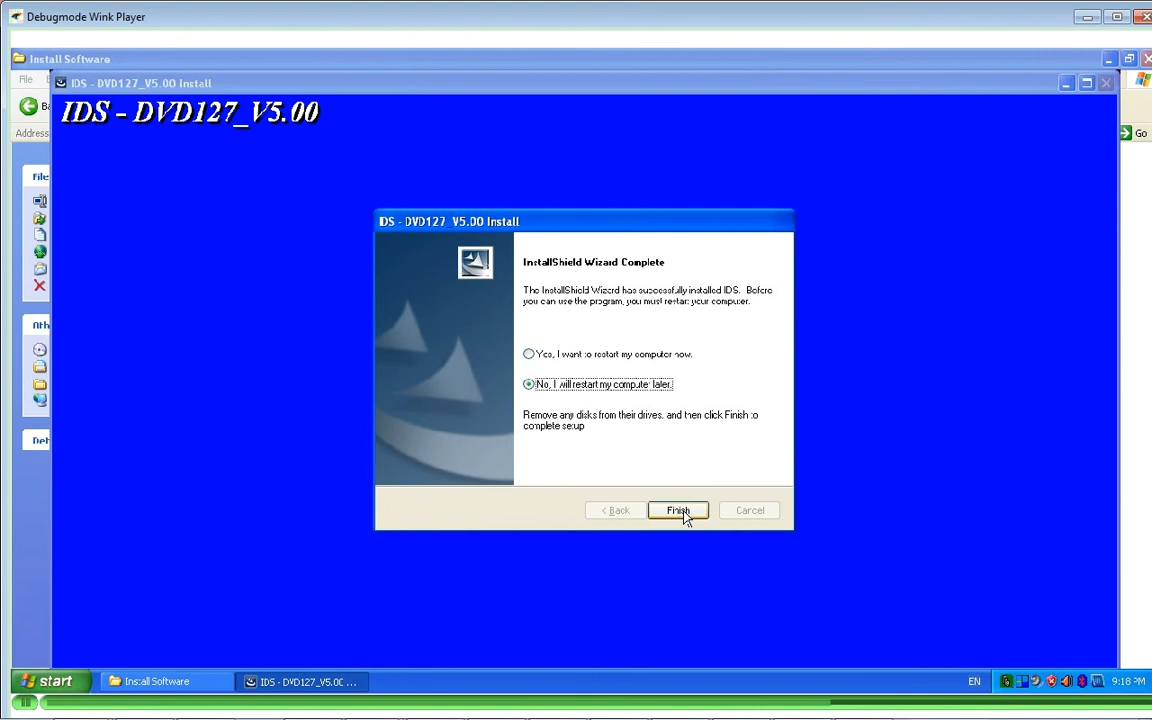 Debugmode Wink Player
Install Software
File
IDS - DVD127_V5.00 Install
IDS - DVD127_V5.00
Address
Go
File
Oth
Det
IDS - DVD127_V5.00 Install
InstallShield Wizard Complete
The InstallShield Wizard has successfully installed IDS. Before
you can use the program, you must restart your computer.
Yes, I want to restart my computer now.
No, I will restart my computer later.
Remove any disks from their drives, and then click Finish to
complete setup
< Back
Finish
Cancel
start
Install Software
IDS - DVD127_V5.0C ...
EN
9:18 PM